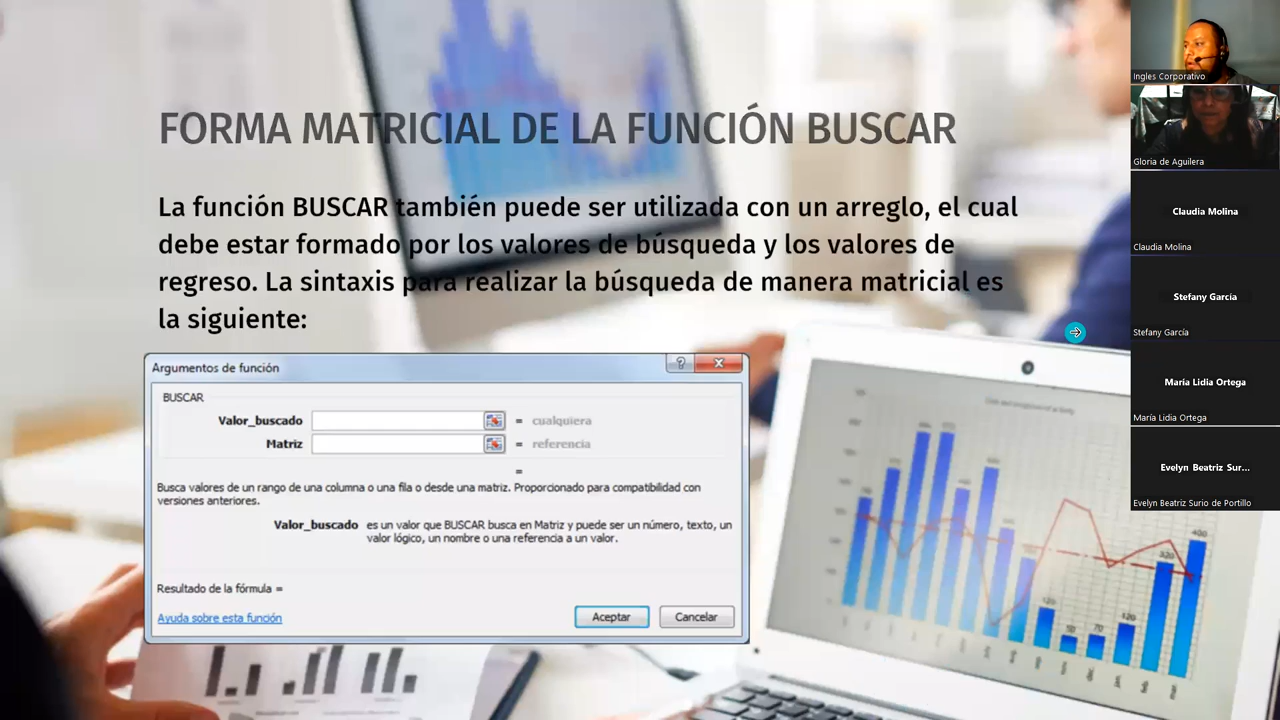 FORMA MATRICIAL DE LA FUNCIÓN BUSCAR
La función BUSCAR también puede ser utilizada con un arreglo, el cual
debe estar formado por los valores de búsqueda y los valores de
regreso. La sintaxis para realizar la búsqueda de manera matricial es
la siguiente:
Argumentos de función
BUSCAR
Valor_buscado = cualquiera
Matriz = referencia
=
Busca valores de un rango de una columna o una fila o desde una matriz. Proporcionado para compatibilidad con
versiones anteriores.
Valor_buscado es un valor que BUSCAR busca en Matriz y puede ser un número, texto, un
valor lógico, un nombre o una referencia a un valor.
Resultado de la fórmula =
Ayuda sobre esta función
Aceptar Cancelar
Ingles Corporativo
Gloria de Aguilera
Claudia Molina
Claudia Molina
Stefany García
Stefany García
María Lidia Ortega
María Lidia Ortega
Evelyn Beatriz Sur...
Evelyn Beatriz Surio de Portillo
120
50
70
120
320
400